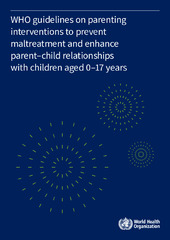 WHO guidelines on parenting
interventions to prevent
maltreatment and enhance
parent–child relationships
with children aged 0–17 years
World Health
Organization